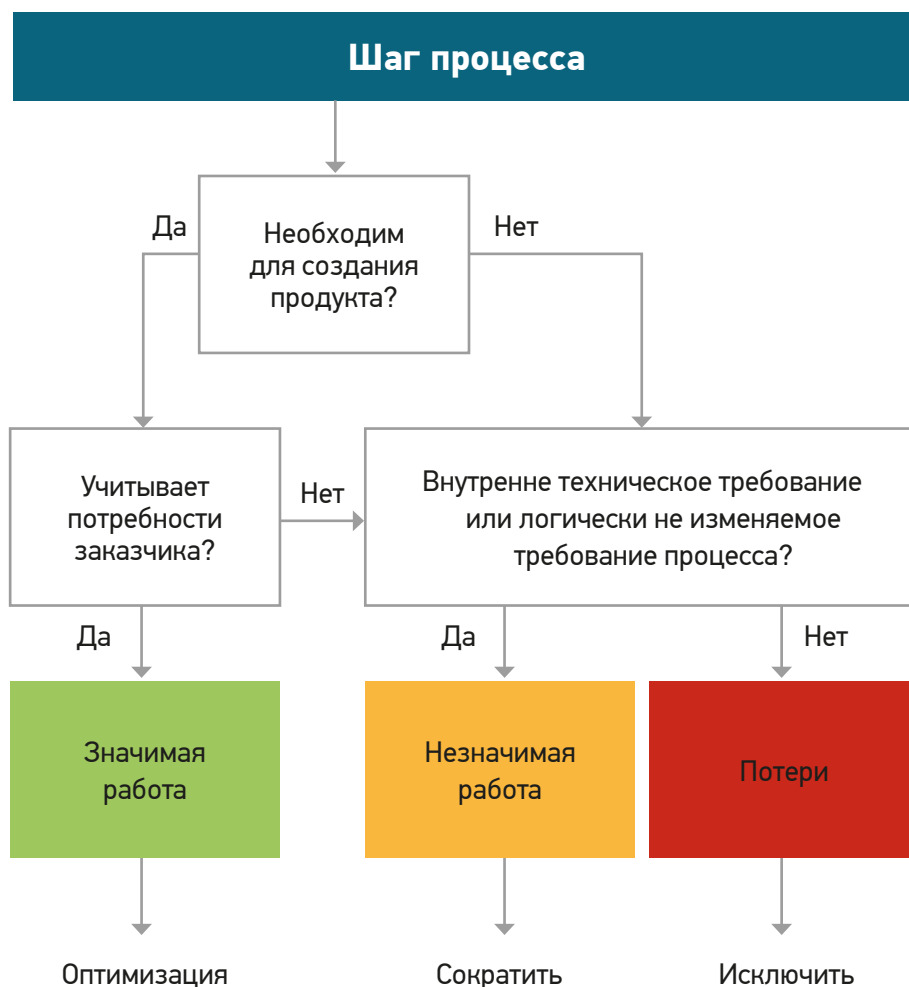 Шаг процесса
Да
Необходим
для создания
продукта?
Нет
Учитывает
потребности
заказчика?
Нет
Внутренне техническое требование
или логически не изменяемое
требование процесса?
Да
Да
Нет
Значимая
работа
Незначимая
работа
Потери
Оптимизация
Сократить
Исключить